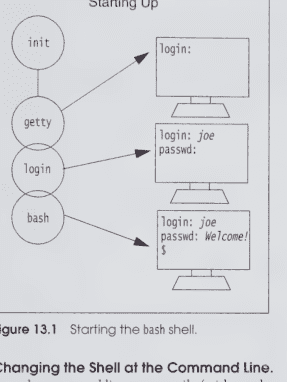 Starting Up
init
login:
getty
login: joe
passwd:
login
bash
login: joe
passwd: Welcome!
$
igure 13.1 Starting the bash shell.
Changing the Shell at the Command Line.